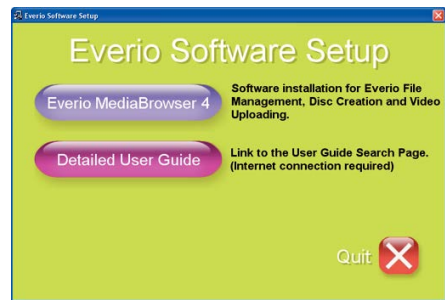 Everio Software Setup
Everio Software Setup
Everio MediaBrowser 4
Software installation for Everio File
Management, Disc Creation and Video
Uploading.
Detailed User Guide
Link to the User Guide Search Page.
(Internet connection required)
Quit